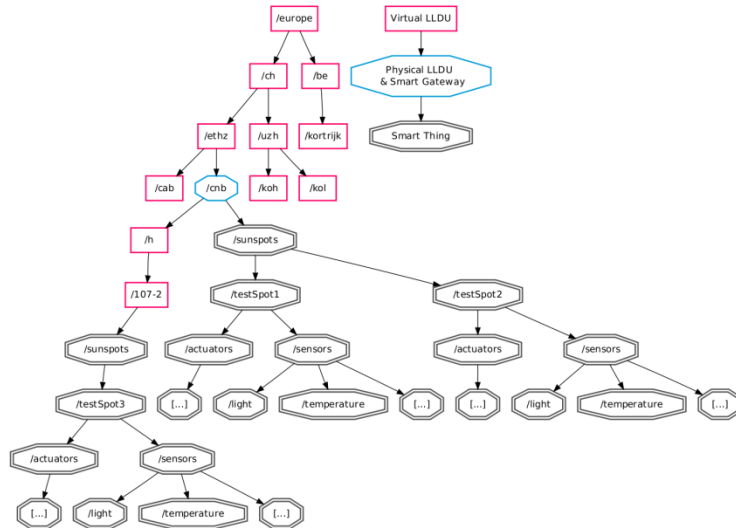 /europe
Virtual LLDU
/ch
/be
Physical LLDU
& Smart Gateway
/ethz
/uzh
/kortrijk
Smart Thing
/cab
/cnb
/koh
/kol
/h
/sunspots
/107-2
/testSpot1
/testSpot2
/sunspots
/actuators
/sensors
/actuators
/sensors
/testSpot3
[...]
/light
/temperature
[...]
[...]
/light
/temperature
[...]
/actuators
/sensors
[...]
/light
/temperature
[...]